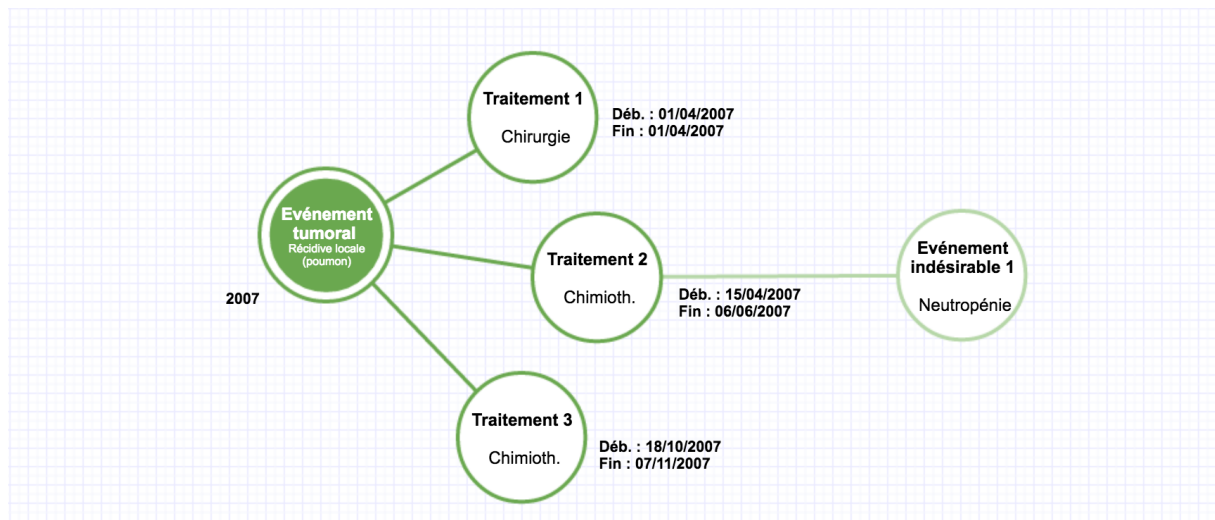 Traitement 1
Chirurgie
Déb. : 01/04/2007
Fin : 01/04/2007
Evénement
tumoral
Récidive locale
(poumon)
2007
Traitement 2
Chimioth.
Déb. : 15/04/2007
Fin : 06/06/2007
Evénement
indésirable 1
Neutropénie
Traitement 3
Chimioth.
Déb. : 18/10/2007
Fin : 07/11/2007